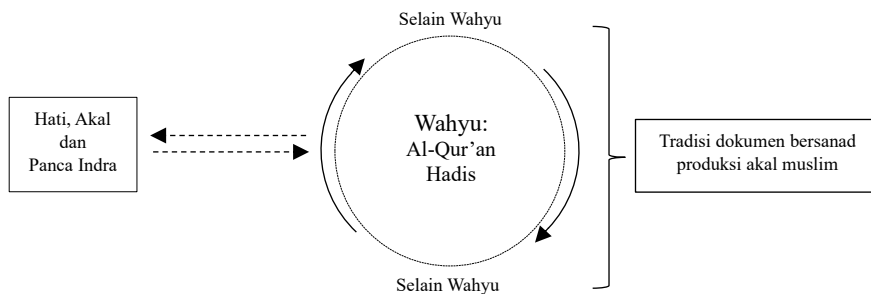 Selain Wahyu
Hati, Akal
dan
Panca Indra
Wahyu:
Al-Qur’an
Hadis
Tradisi dokumen bersanad
produksi akal muslim
Selain Wahyu